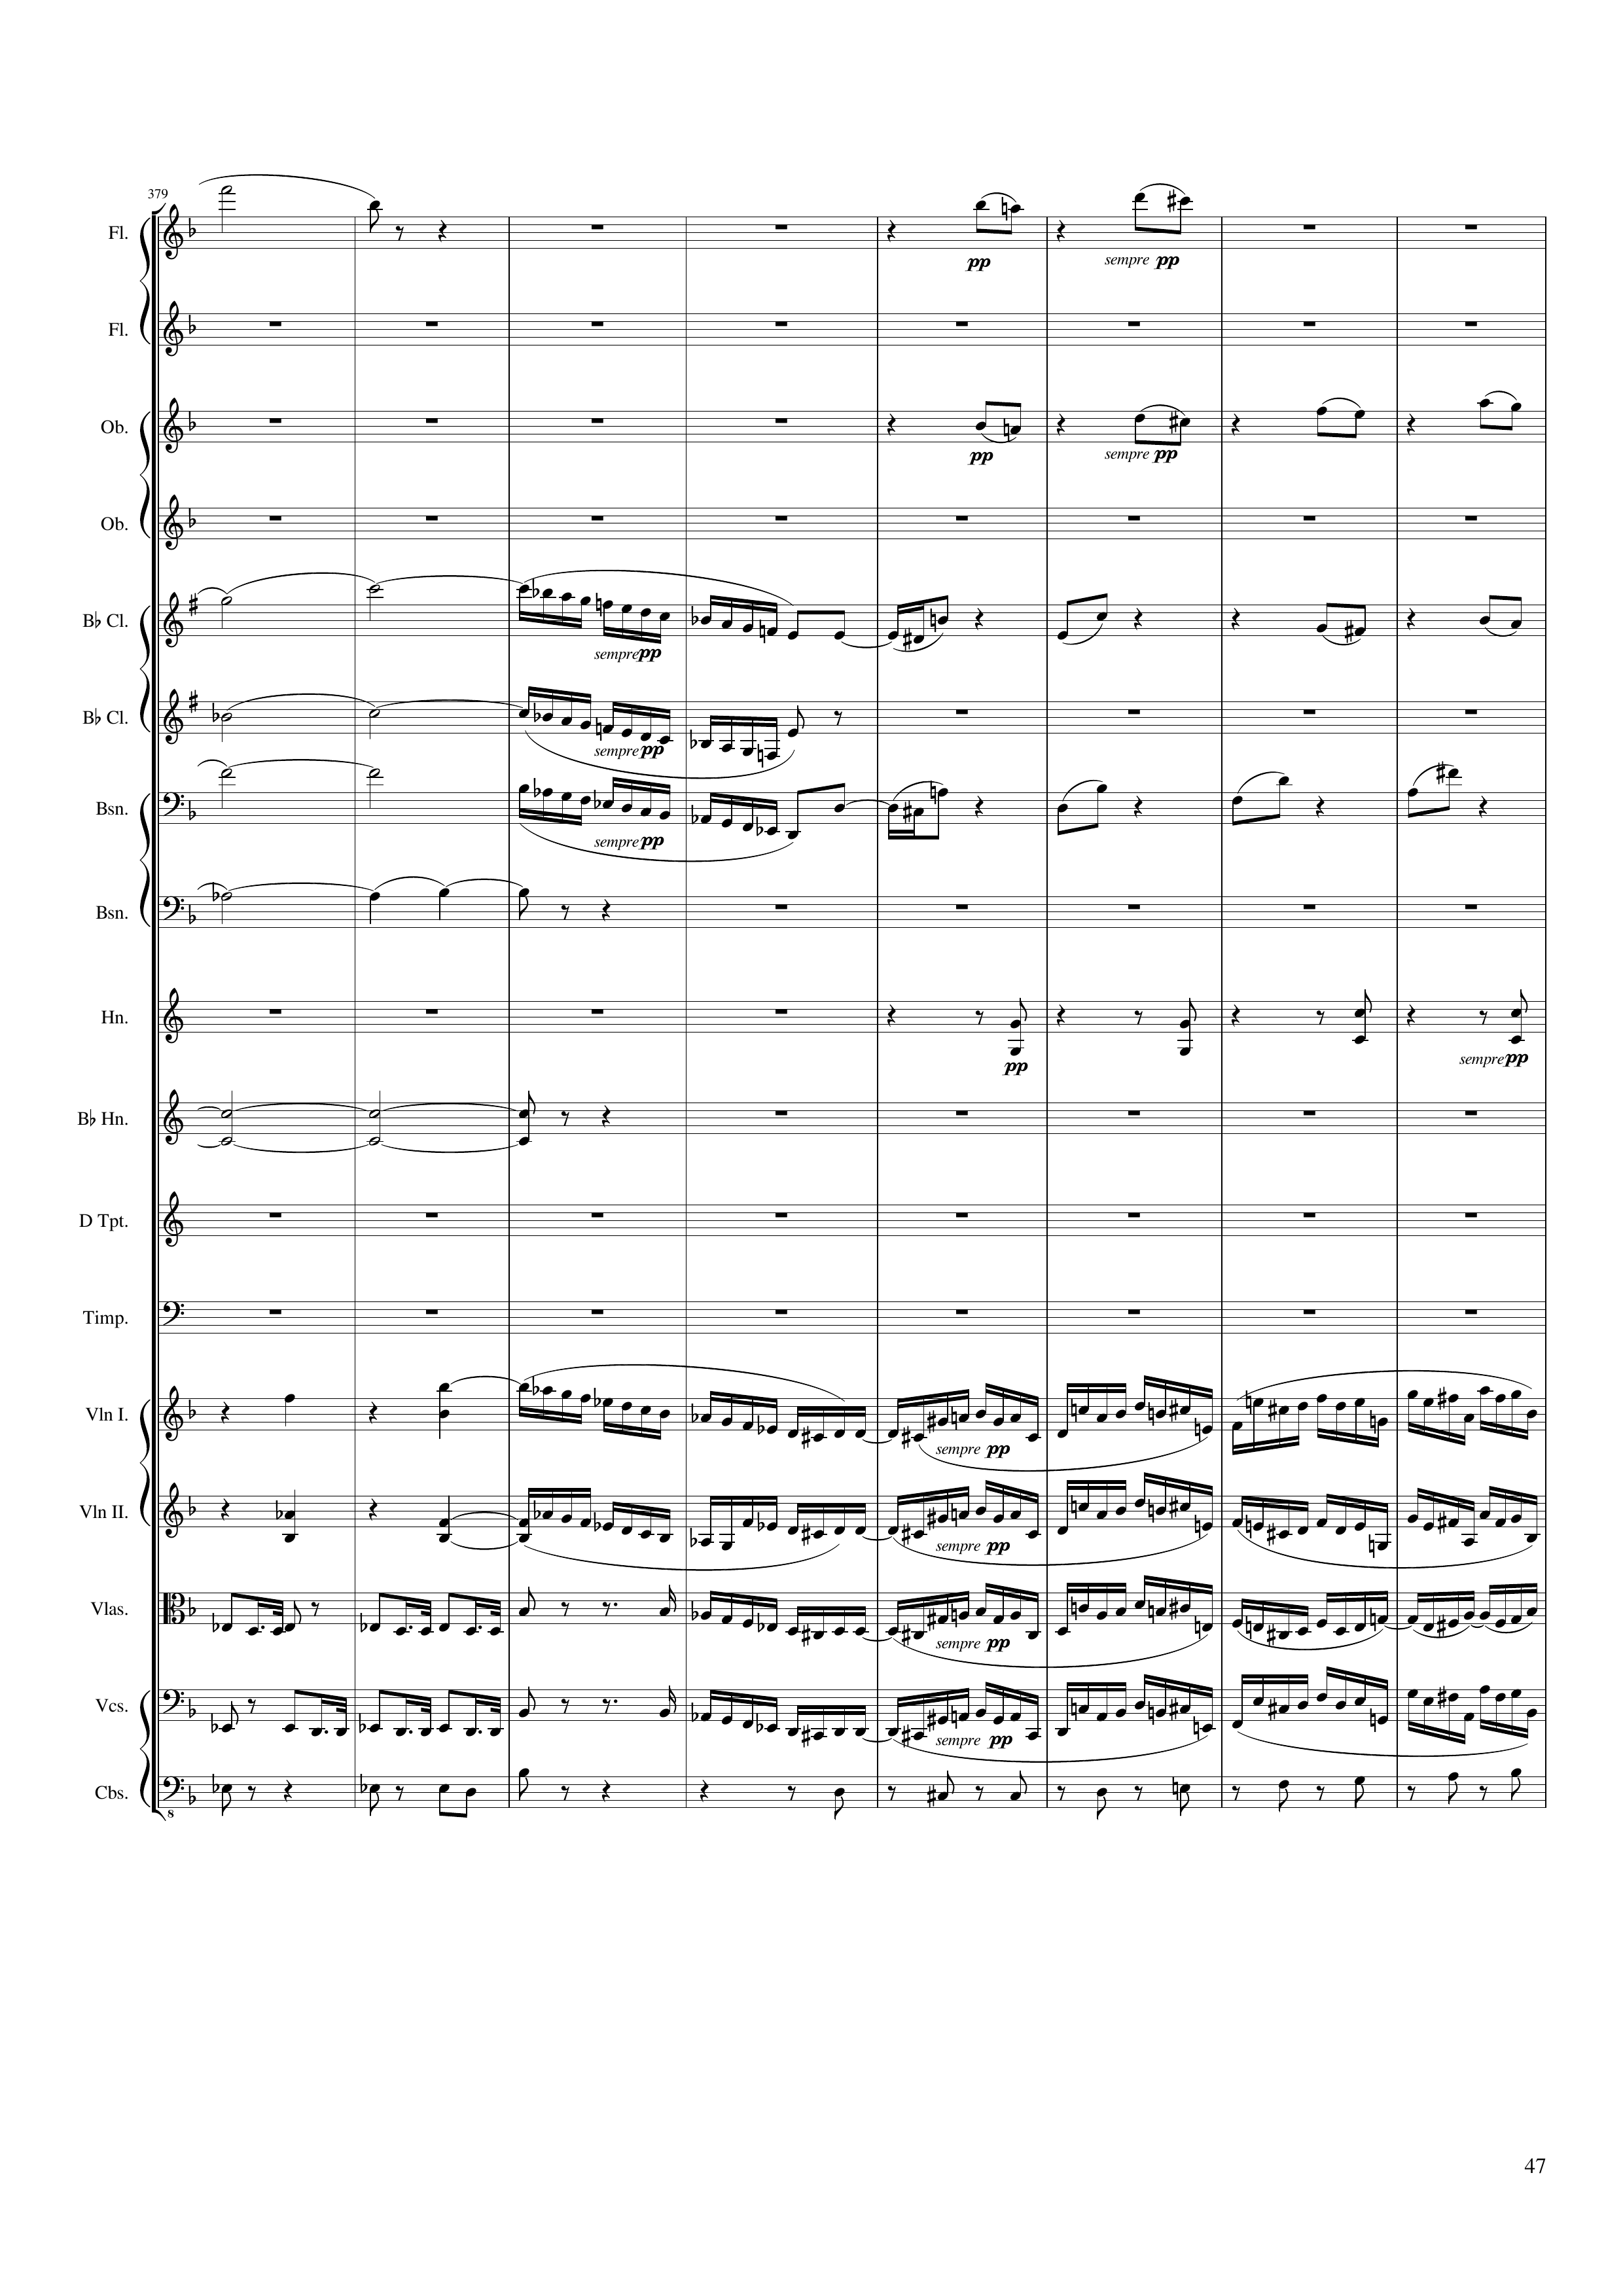 379
Fl.
pp
sempre pp
Fl.
Ob.
pp
sempre pp
Ob.
B♭ Cl.
sempre pp
B♭ Cl.
sempre pp
Bsn.
sempre pp
Bsn.
Hn.
pp
sempre pp
B♭ Hn.
D Tpt.
Timp.
Vln I.
sempre pp
Vln II.
sempre pp
Vlas.
sempre pp
Vcs.
sempre pp
Cbs.
8
47